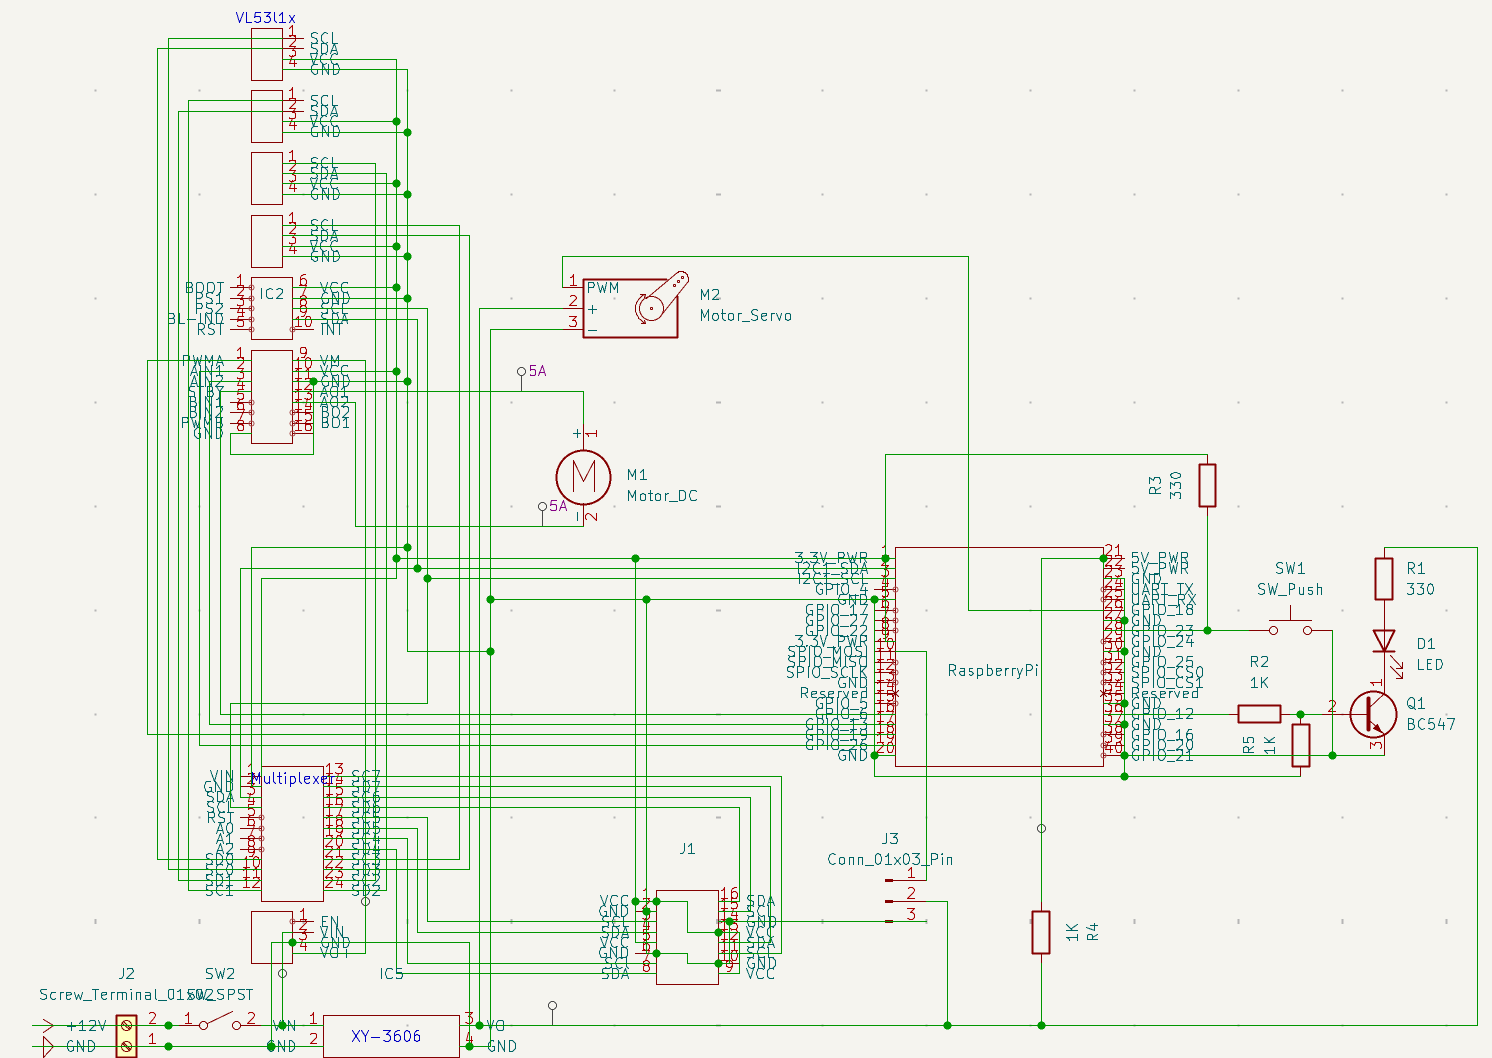 VL53l1x
1 SCL
2 SDA
3 VCC
4 GND
1 SCL
2 SDA
3 VCC
4 GND
1 SCL
2 SDA
3 VCC
4 GND
1 SCL
2 SDA
3 VCC
4 GND
IC2
BOOT 1 6 VCC
PS1 2 7 GND
PS2 3 8 SCL
BL-IND 4 9 SDA
RST 5 10 INT
PWMA 1 9 VM
AIN1 2 10 VCC
AIN2 3 11 GND
STBY 4 12 AO1
BIN1 5 13 AO2
BIN2 6 14 BO2
PWMB 7 15 BO1
GND 8 16
1 PWM
2 +
3 -
M2
Motor_Servo
5A
+ 1
M
M1
Motor_DC
5A
- 2
R3
330
RaspberryPi
1 3.3V_PWR
2 I2C1_SDA
3 I2C1_SCL
4 GPIO_4
5 GND
6 GPIO_17
7 GPIO_27
8 GPIO_22
9 3.3V_PWR
10 SPIO_MOSI
11 SPIO_MISO
12 SPIO_SCLK
13 GND
14 Reserved
15 GPIO_5
16 GPIO_6
17 GPIO_13
18 GPIO_19
19 GPIO_26
20 GND
21 5V_PWR
22 5V_PWR
23 GND
24 UART_TX
25 UART_RX
26 GPIO_18
27 GND
28 GPIO_23
29 GPIO_24
30 GND
31 GPIO_25
32 SPIO_CS0
33 SPIO_CS1
34 Reserved
35 GND
36 GPIO_12
37 GND
38 GPIO_16
39 GPIO_20
40 GPIO_21
SW1
SW_Push
R1
330
D1
LED
R2
1K
Q1
BC547
1
2
3
R5
1K
Multiplexer
VIN 1 13 SC7
GND 2 14 SD7
SDA 3 15 SC6
SCL 4 16 SD6
RST 5 17 SC5
A0 6 18 SD5
A1 7 19 SC4
A2 8 20 SD4
SD0 9 21 SC3
SC0 10 22 SD3
SD1 11 23 SC2
SC1 12 24 SD2
1 EN
2 VIN
3 GND
4 VO1
IC5
J1
VCC 1 16 SDA
GND 2 15 SCL
SCL 3 14 GND
SDA 4 13 VCC
VCC 5 12 SDA
GND 6 11 SCL
SCL 7 10 GND
SDA 8 9 VCC
J3
Conn_01x03_Pin
1
2
3
1K
R4
J2
Screw_Terminal_01x02
SW2
SW_SPST
+12V 2
GND 1
1 2
VIN 1
GND 2
XY-3606
3 VO
4 GND